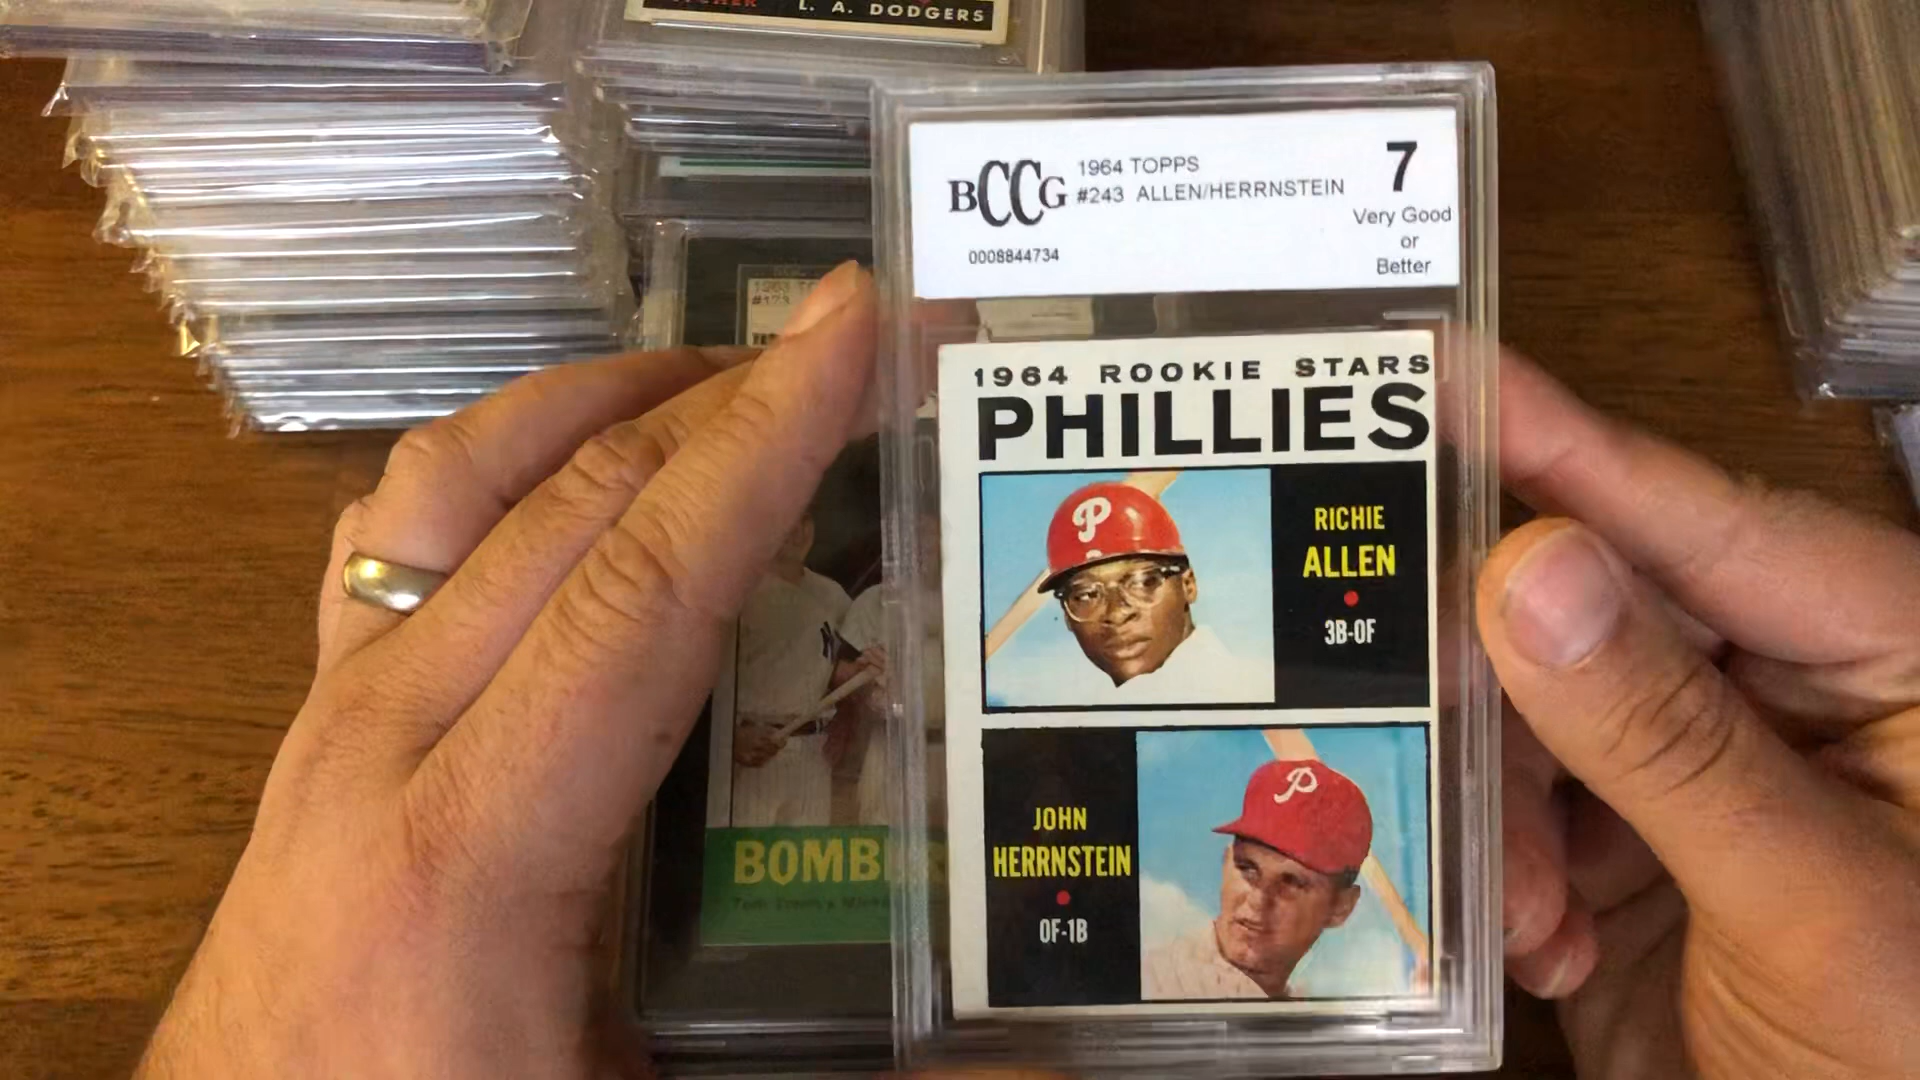 L. A. DODGERS
BCCG
1964 TOPPS
#243 ALLEN/HERRNSTEIN
7
Very Good
or
Better
0008844734
1964 ROOKIE STARS
PHILLIES
P
RICHIE
ALLEN
3B-OF
JOHN
HERRNSTEIN
OF-1B
P